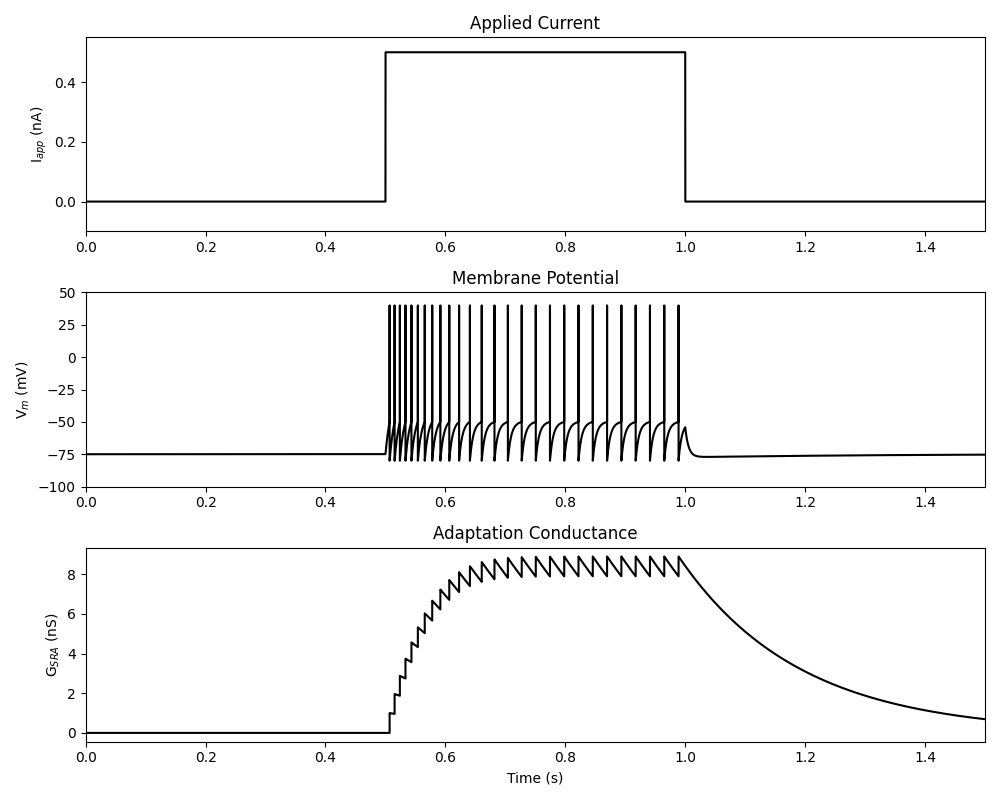 Applied Current
I_app (nA)
0.4
0.2
0.0
0.0 0.2 0.4 0.6 0.8 1.0 1.2 1.4
Membrane Potential
V_m (mV)
50
25
0
−25
−50
−75
−100
0.0 0.2 0.4 0.6 0.8 1.0 1.2 1.4
Adaptation Conductance
G_SRA (nS)
8
6
4
2
0
0.0 0.2 0.4 0.6 0.8 1.0 1.2 1.4
Time (s)